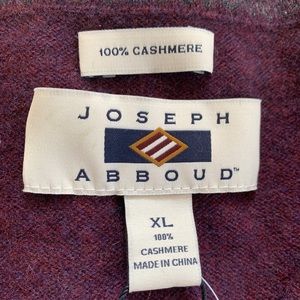 100% CASHMERE
JOSEPH
ABBOUD™
XL
100%
CASHMERE
MADE IN CHINA